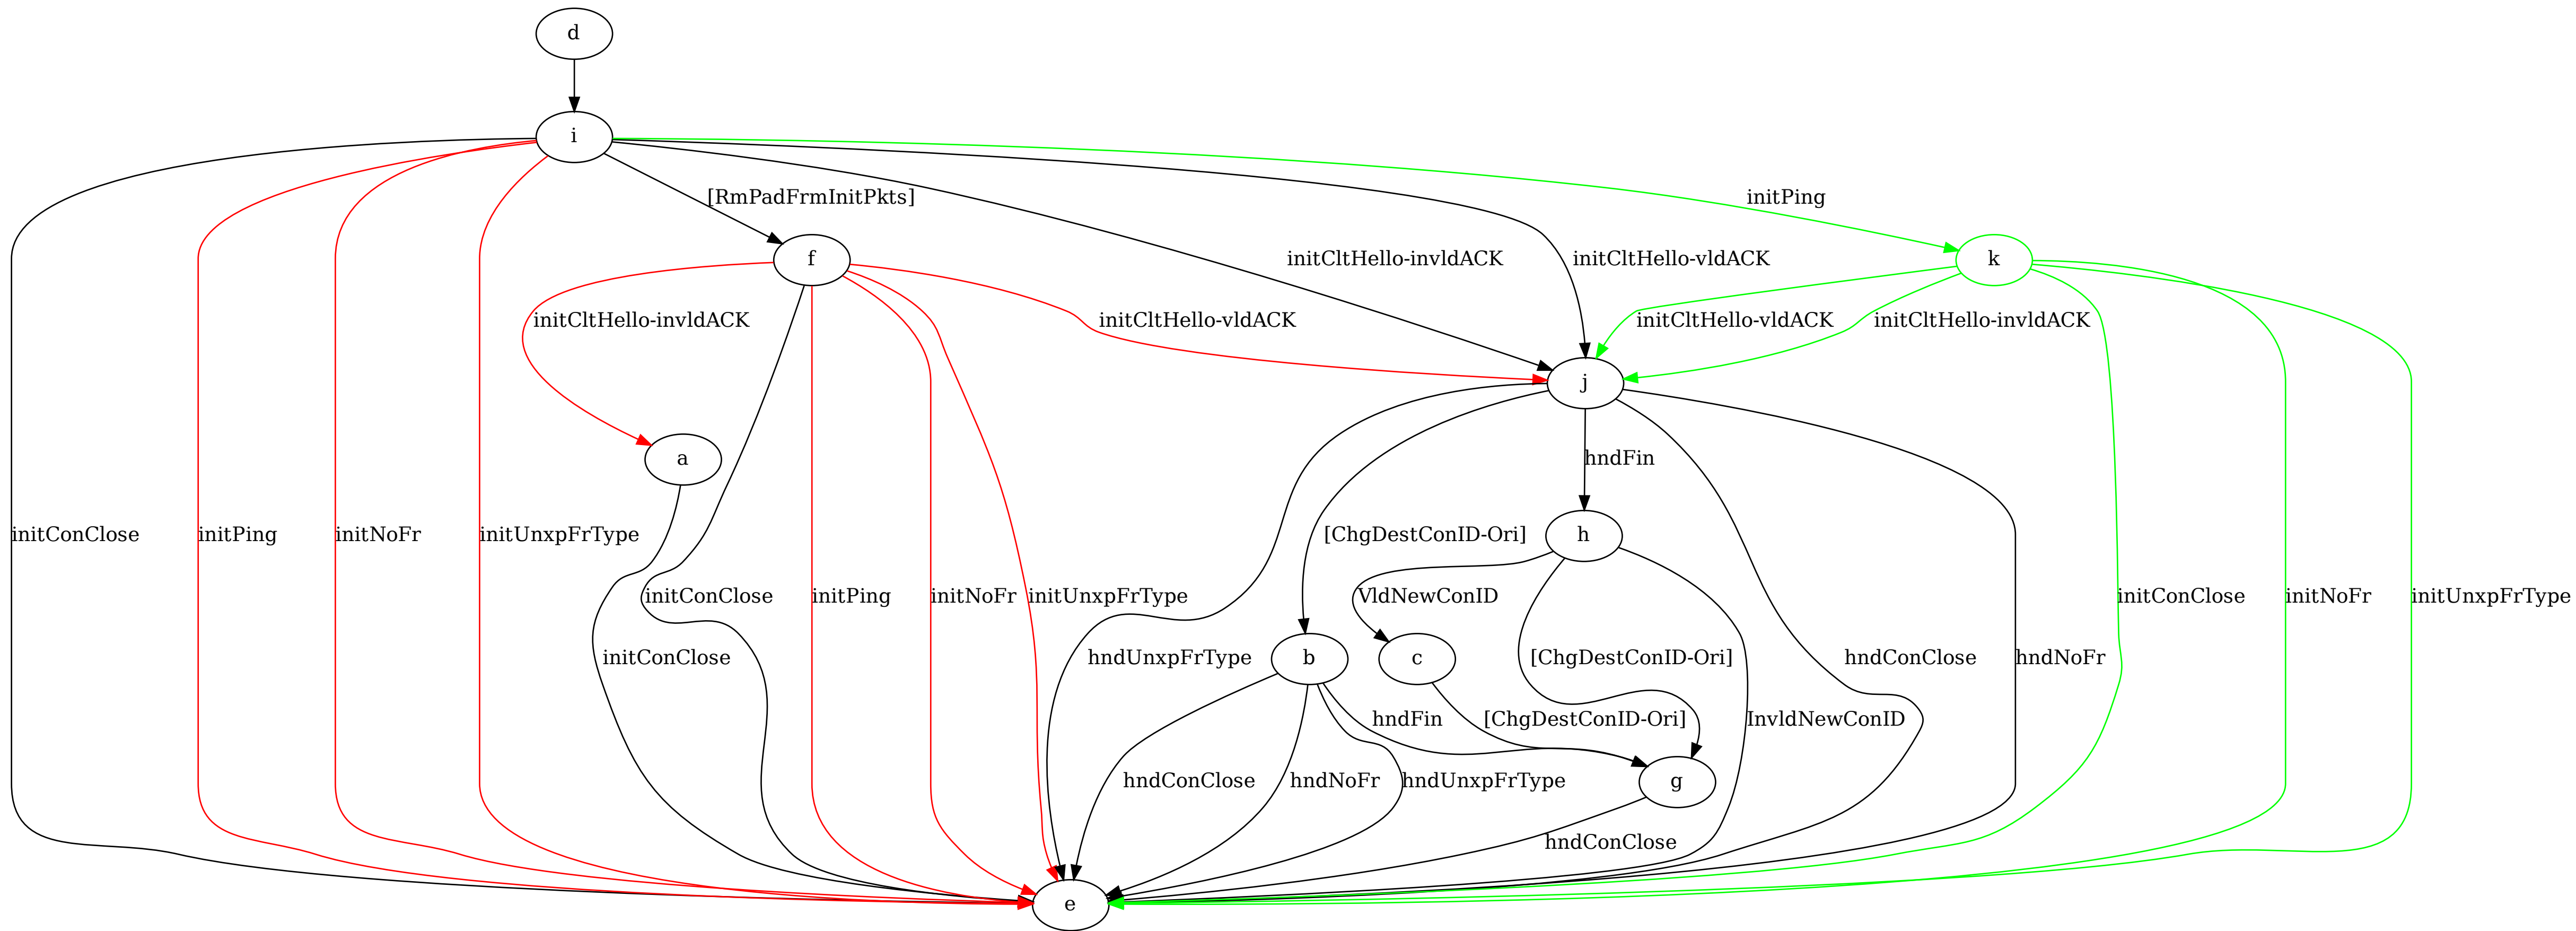 d
i
[RmPadFrmInitPkts]
initPing
f
initCltHello-invldACK
initCltHello-vldACK
k
initCltHello-invldACK
initCltHello-vldACK
initCltHello-vldACK
initCltHello-invldACK
j
a
hndFin
initConClose
initPing
initNoFr
initUnxpFrType
[ChgDestConID-Ori]
h
initConClose
initPing
initNoFr
initUnxpFrType
VldNewConID
initConClose
initNoFr
initUnxpFrType
initConClose
hndUnxpFrType
b
c
[ChgDestConID-Ori]
hndConClose
hndNoFr
hndFin
[ChgDestConID-Ori]
InvldNewConID
hndConClose
hndNoFr
hndUnxpFrType
g
hndConClose
e